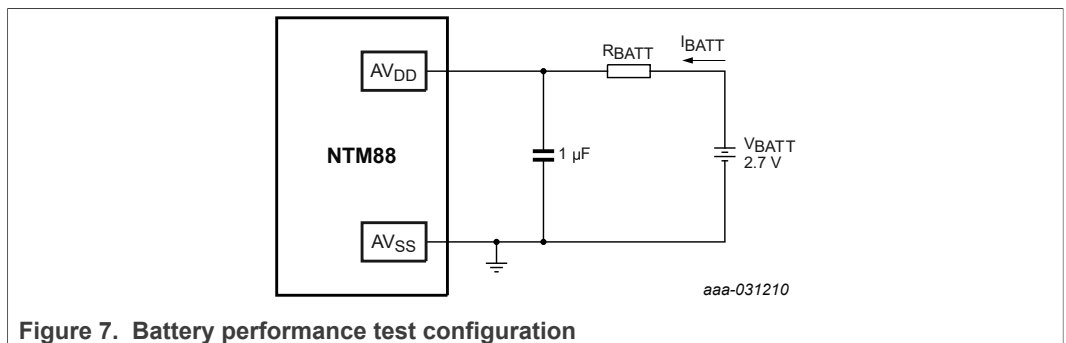 AVDD
RBATT
IBATT
NTM88
1 µF
VBATT
2.7 V
AVSS
aaa-031210
Figure 7. Battery performance test configuration